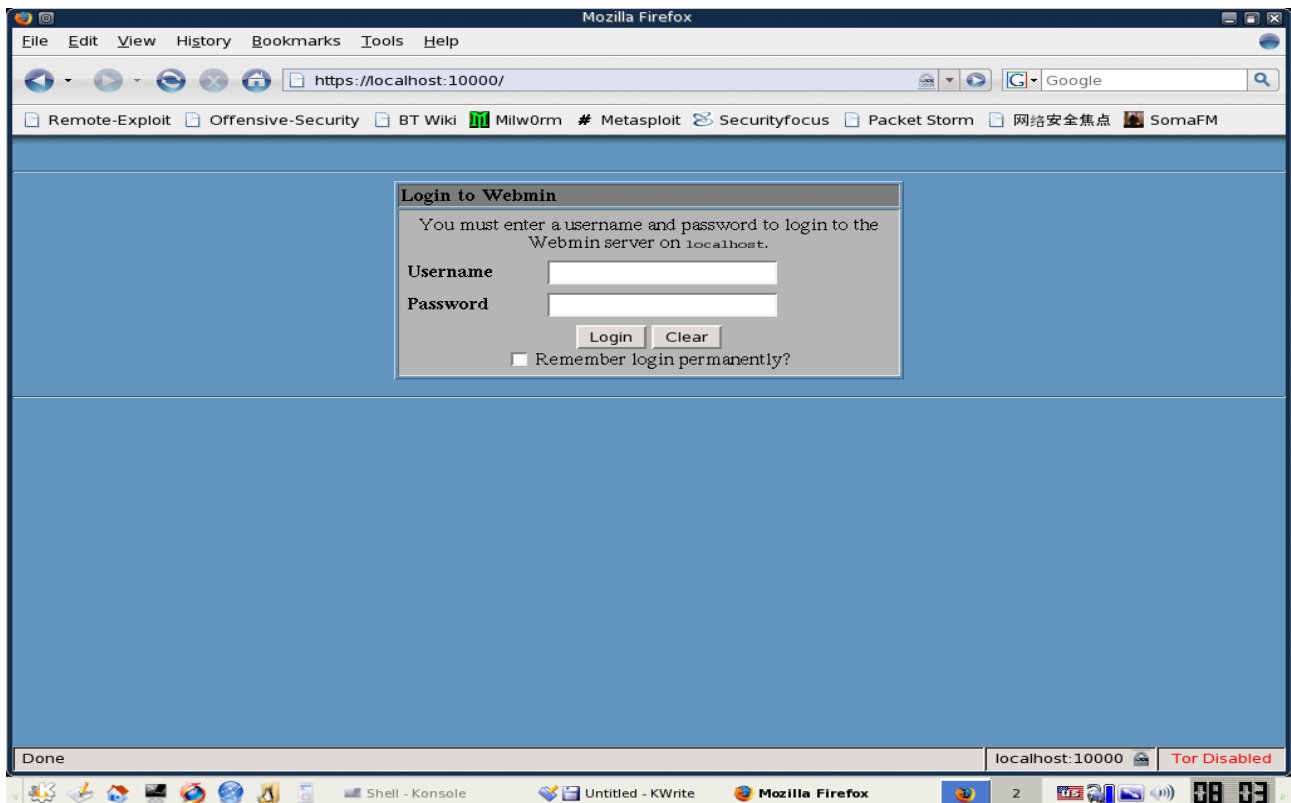 Mozilla Firefox
File Edit View History Bookmarks Tools Help
https://localhost:10000/
G Google
Remote-Exploit Offensive-Security BT Wiki Milw0rm # Metasploit Securityfocus Packet Storm 网络安全焦点 SomaFM
Login to Webmin
You must enter a username and password to login to the
Webmin server on localhost.
Username
Password
Login Clear
Remember login permanently?
Done localhost:10000 Tor Disabled
Shell - Konsole Untitled - KWrite Mozilla Firefox 2 US